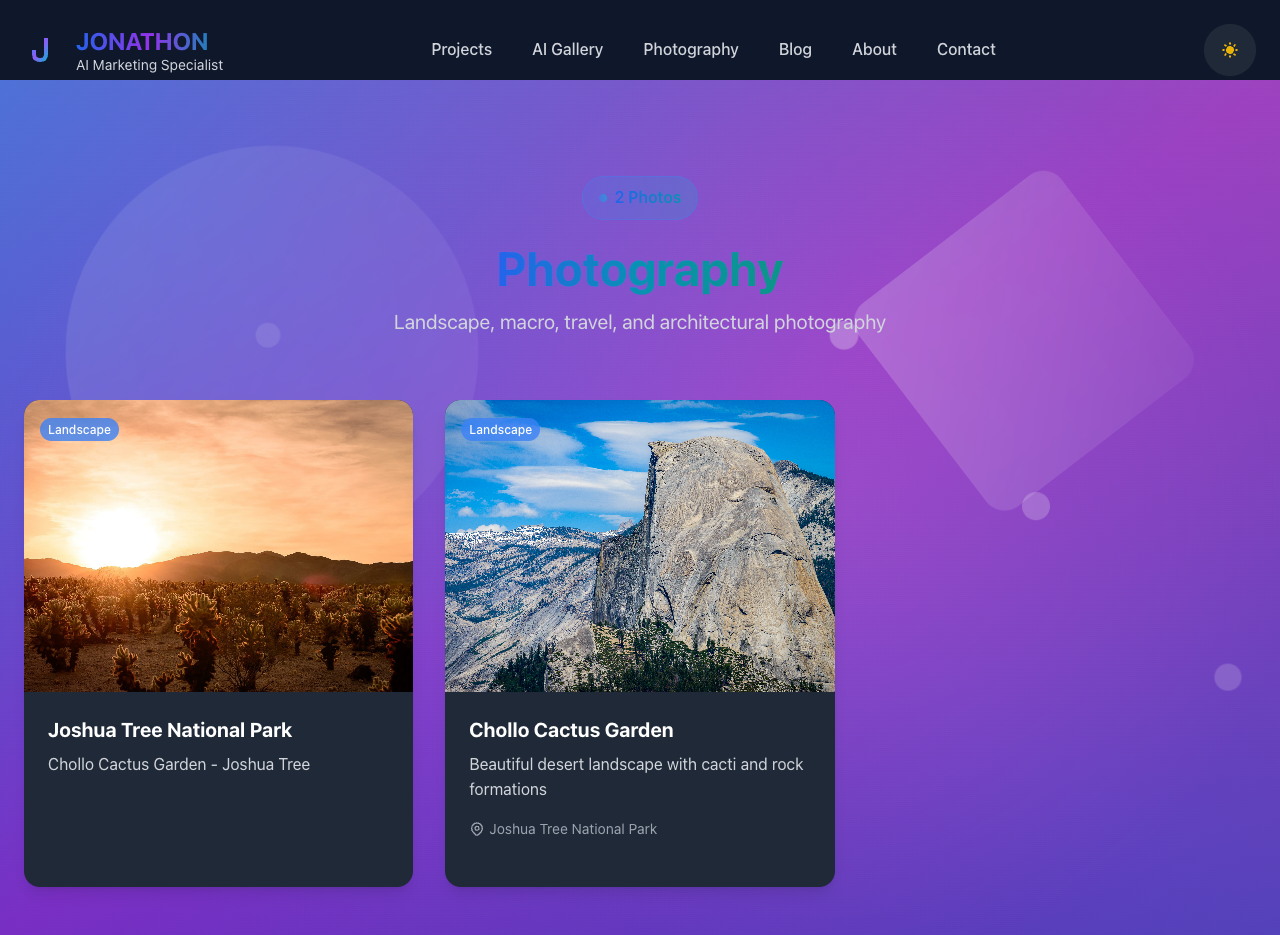 J
JONATHON
AI Marketing Specialist
Projects
AI Gallery
Photography
Blog
About
Contact
2 Photos
Photography
Landscape, macro, travel, and architectural photography
Landscape
Joshua Tree National Park
Chollo Cactus Garden - Joshua Tree
Landscape
Chollo Cactus Garden
Beautiful desert landscape with cacti and rock
formations
Joshua Tree National Park